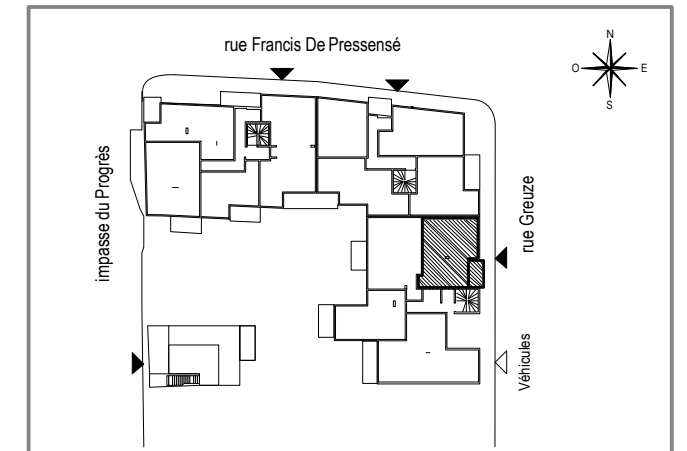 rue Francis De Pressensé
N
O
E
S
impasse du Progrès
rue Greuze
Véhicules